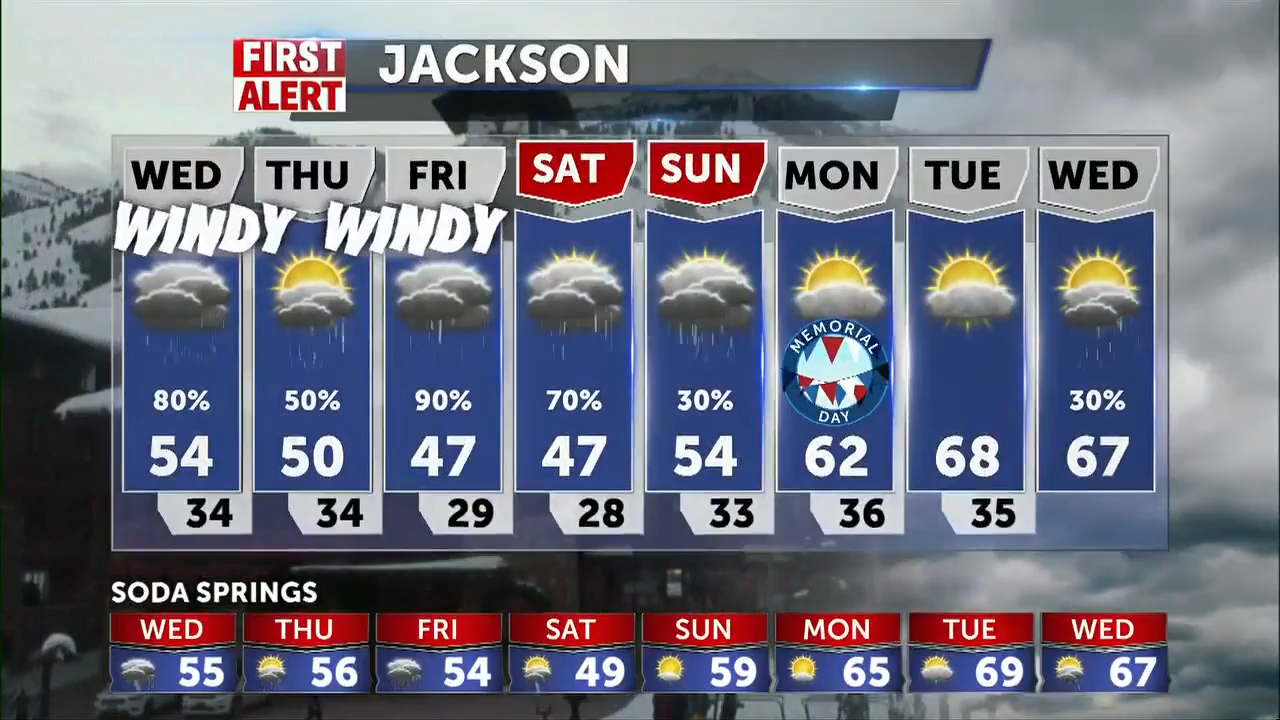 FIRST
ALERT
JACKSON
WED THU FRI SAT SUN MON TUE WED
WINDY WINDY
MEMORIAL
DAY
80% 50% 90% 70% 30% 30%
54 50 47 47 54 62 68 67
34 34 29 28 33 36 35
SODA SPRINGS
WED THU FRI SAT SUN MON TUE WED
55 56 54 49 59 65 69 67